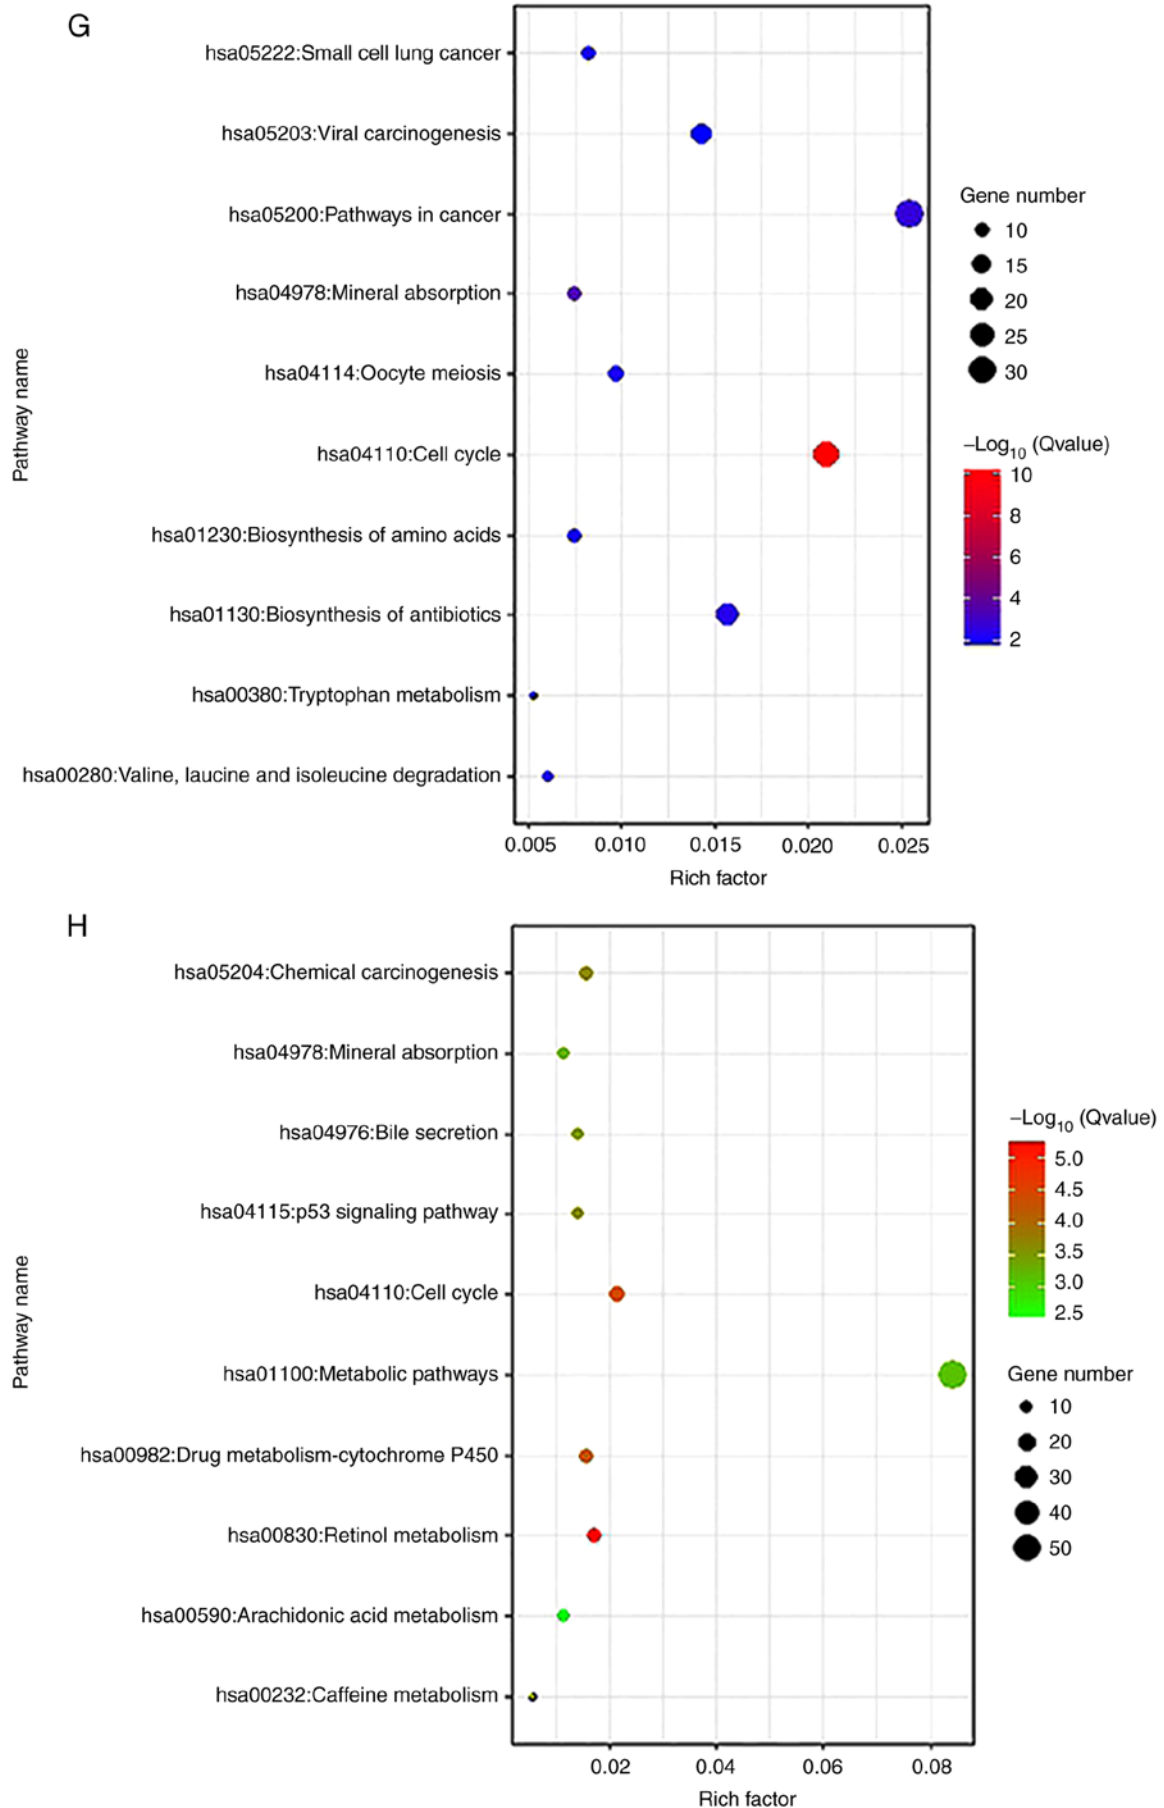 G
hsa05222:Small cell lung cancer
hsa05203:Viral carcinogenesis
hsa05200:Pathways in cancer
hsa04978:Mineral absorption
hsa04114:Oocyte meiosis
hsa04110:Cell cycle
hsa01230:Biosynthesis of amino acids
hsa01130:Biosynthesis of antibiotics
hsa00380:Tryptophan metabolism
hsa00280:Valine, laucine and isoleucine degradation
Pathway name
0.005 0.010 0.015 0.020 0.025
Rich factor
Gene number
10
15
20
25
30
–Log10 (Qvalue)
10
8
6
4
2
H
hsa05204:Chemical carcinogenesis
hsa04978:Mineral absorption
hsa04976:Bile secretion
hsa04115:p53 signaling pathway
hsa04110:Cell cycle
hsa01100:Metabolic pathways
hsa00982:Drug metabolism-cytochrome P450
hsa00830:Retinol metabolism
hsa00590:Arachidonic acid metabolism
hsa00232:Caffeine metabolism
Pathway name
0.02 0.04 0.06 0.08
Rich factor
–Log10 (Qvalue)
5.0
4.5
4.0
3.5
3.0
2.5
Gene number
10
20
30
40
50